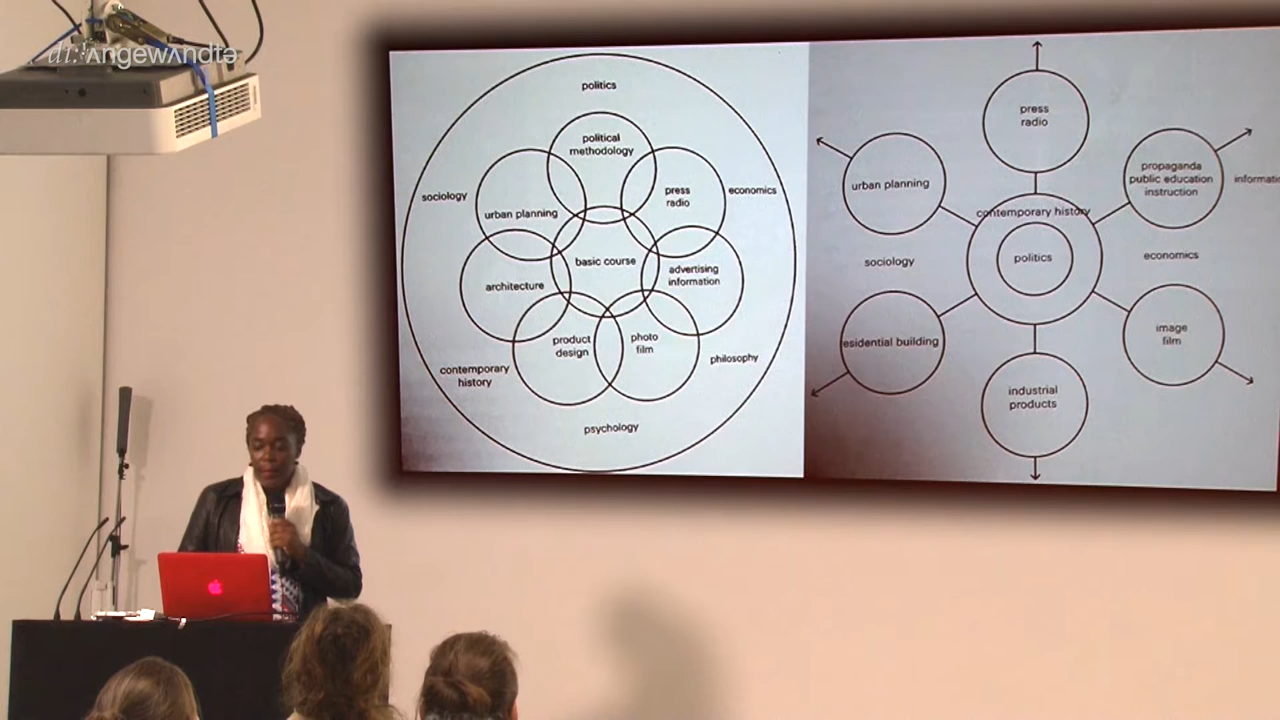 di:ʌngewʌndtə
politics
political
methodology
sociology
urban planning
press
radio
economics
basic course
architecture
advertising
information
product
design
photo
film
contemporary
history
philosophy
psychology
press
radio
urban planning
propaganda
public education
instruction
informatio
contemporary history
sociology
politics
economics
esidential building
image
film
industrial
products